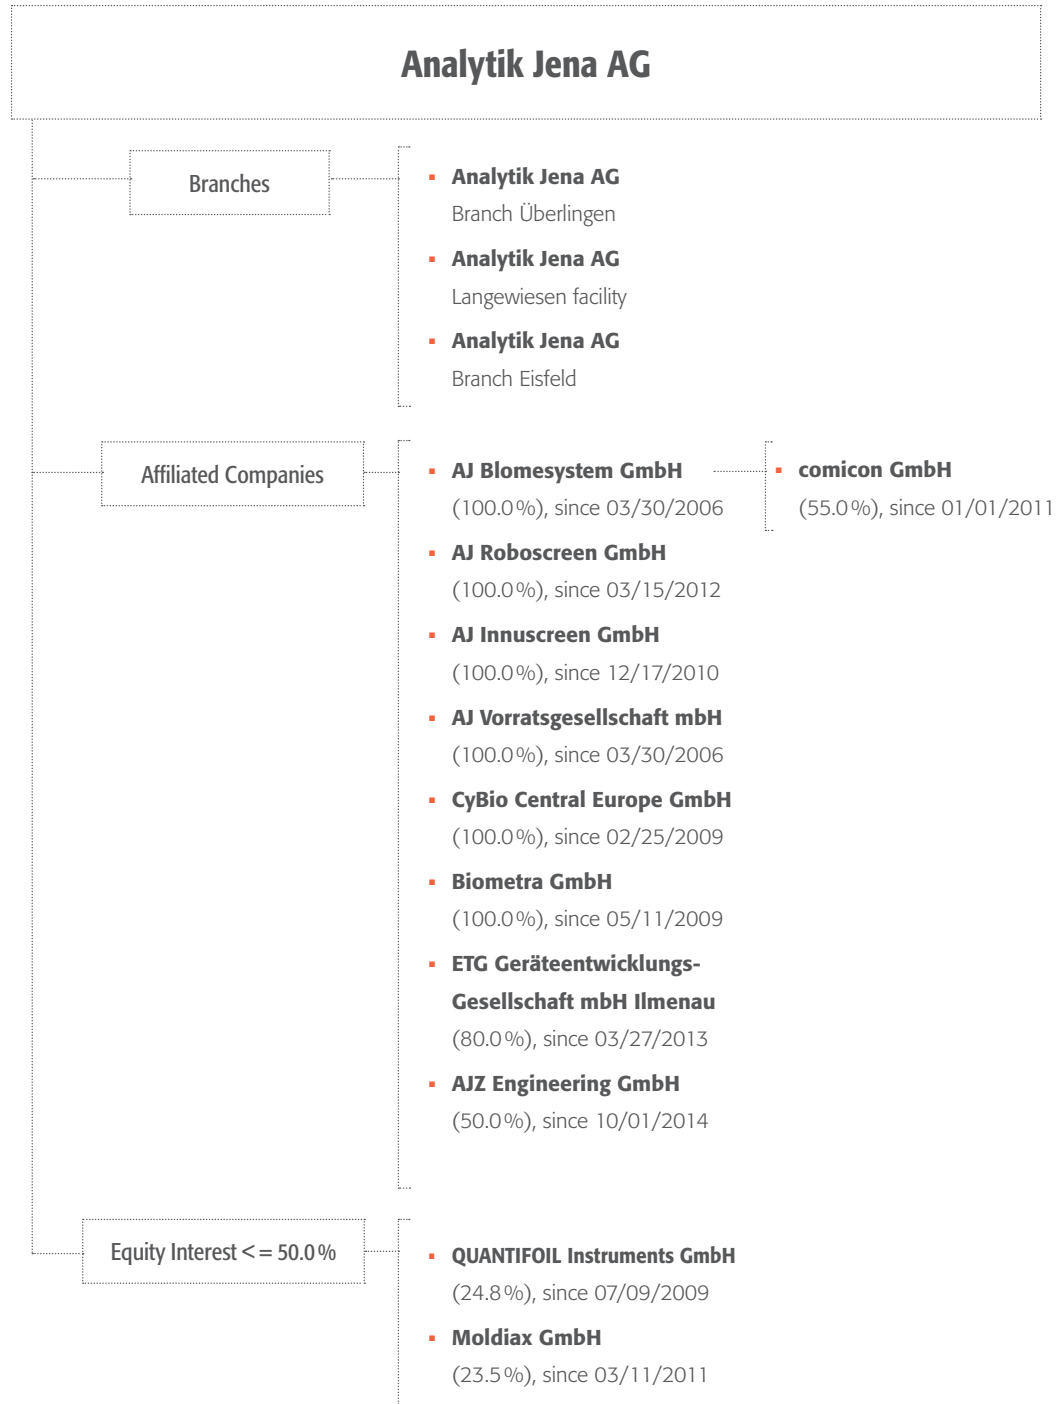 Analytik Jena AG
Branches
Analytik Jena AG
Branch Überlingen
Analytik Jena AG
Langewiesen facility
Analytik Jena AG
Branch Eisfeld
Affiliated Companies
AJ Blomesystem GmbH
(100.0 %), since 03/30/2006
comicon GmbH
(55.0 %), since 01/01/2011
AJ Roboscreen GmbH
(100.0 %), since 03/15/2012
AJ Innuscreen GmbH
(100.0 %), since 12/17/2010
AJ Vorratsgesellschaft mbH
(100.0 %), since 03/30/2006
CyBio Central Europe GmbH
(100.0 %), since 02/25/2009
Biometra GmbH
(100.0 %), since 05/11/2009
ETG Geräteentwicklungs-
Gesellschaft mbH Ilmenau
(80.0 %), since 03/27/2013
AJZ Engineering GmbH
(50.0 %), since 10/01/2014
Equity Interest < = 50.0 %
QUANTIFOIL Instruments GmbH
(24.8 %), since 07/09/2009
Moldiax GmbH
(23.5 %), since 03/11/2011